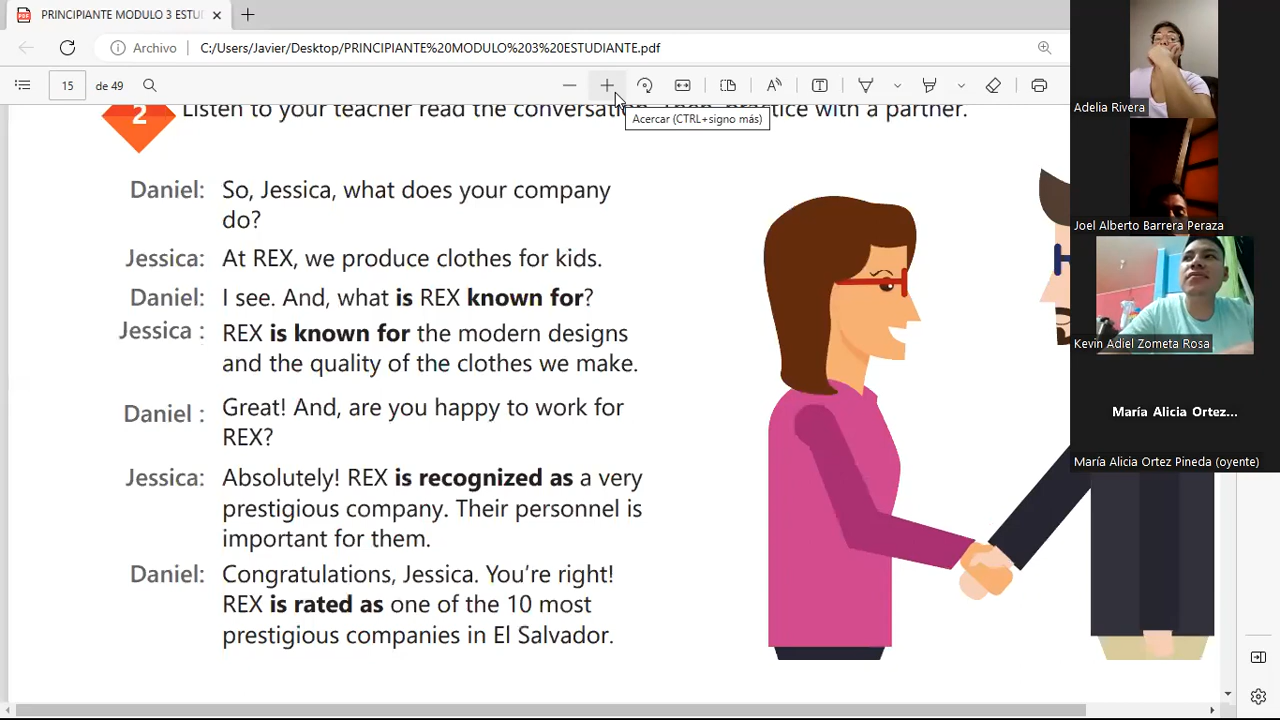 PRINCIPIANTE MODULO 3 ESTU
Archivo
C:/Users/Javier/Desktop/PRINCIPIANTE%20MODULO%203%20ESTUDIANTE.pdf
15
de 49
Acercar (CTRL+signo más)
2
Listen to your teacher read the conversation. Then, practice with a partner.
Daniel: So, Jessica, what does your company
do?
Jessica: At REX, we produce clothes for kids.
Daniel: I see. And, what is REX known for?
Jessica : REX is known for the modern designs
and the quality of the clothes we make.
Daniel : Great! And, are you happy to work for
REX?
Jessica: Absolutely! REX is recognized as a very
prestigious company. Their personnel is
important for them.
Daniel: Congratulations, Jessica. You’re right!
REX is rated as one of the 10 most
prestigious companies in El Salvador.
Adelia Rivera
Joel Alberto Barrera Peraza
Kevin Adiel Zometa Rosa
María Alicia Ortez...
María Alicia Ortez Pineda (oyente)